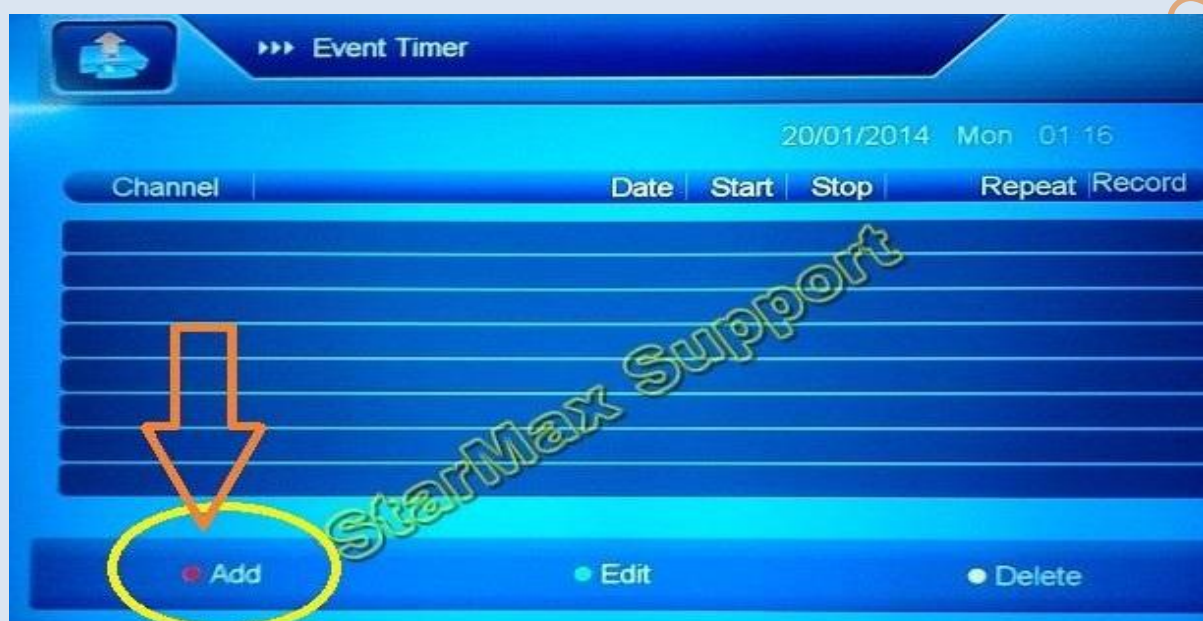 ▸▸▸ Event Timer
20/01/2014 Mon 01 16
Channel Date Start Stop Repeat Record
StarMax Support
Add Edit Delete